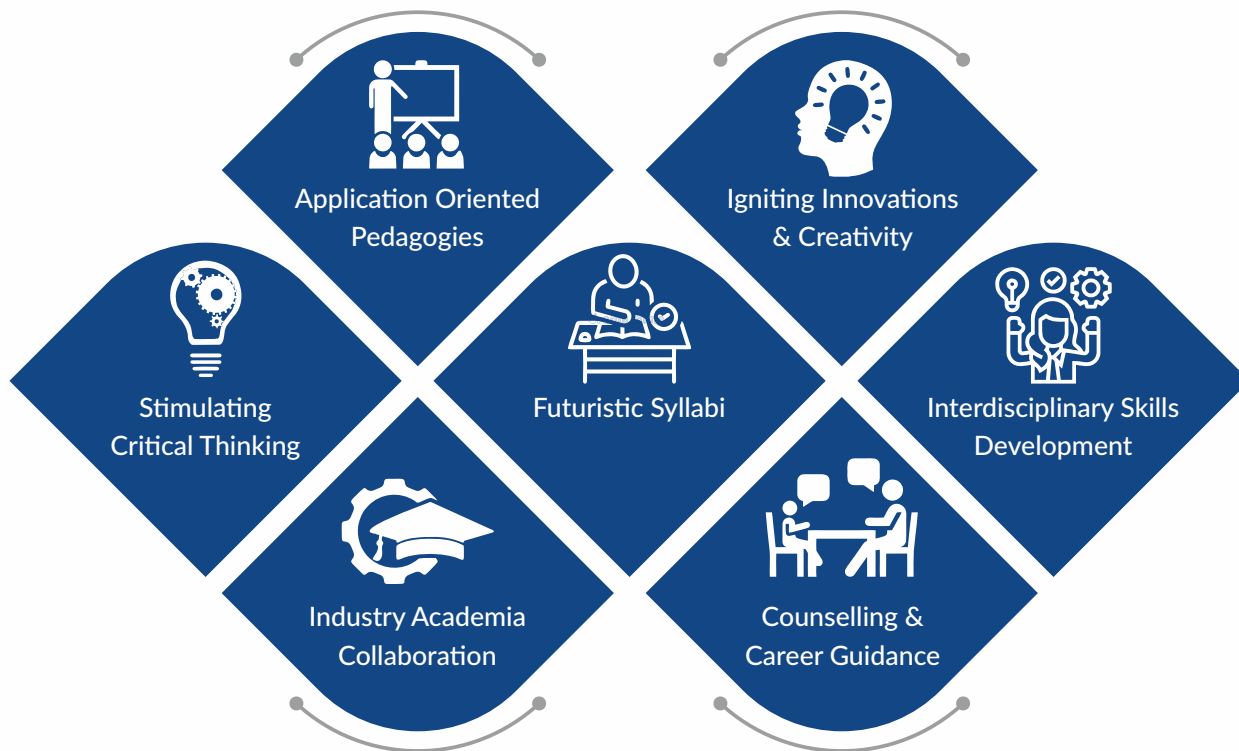 Application Oriented
Pedagogies
Igniting Innovations
& Creativity
Stimulating
Critical Thinking
Futuristic Syllabi
Interdisciplinary Skills
Development
Industry Academia
Collaboration
Counselling &
Career Guidance